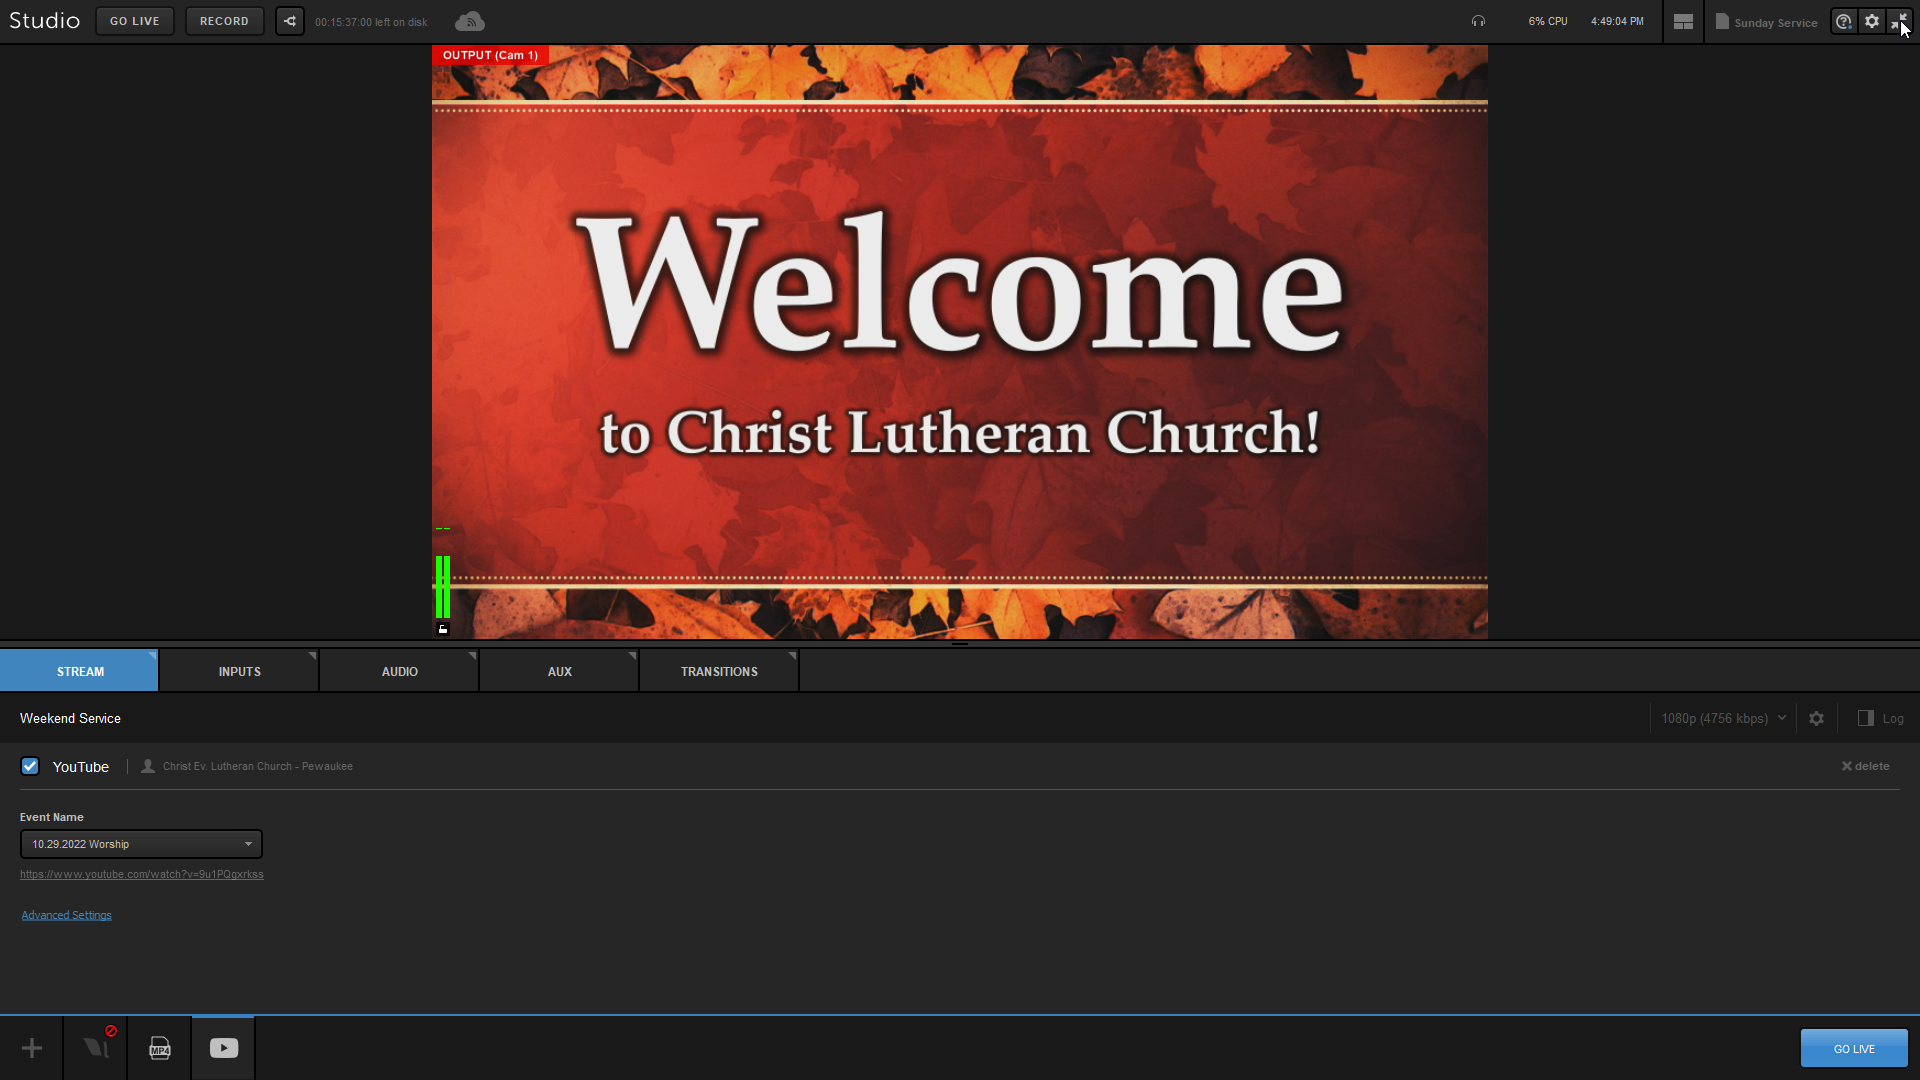 Studio GO LIVE RECORD 00:15:37:00 left on disk 6% CPU 4:49:04 PM Sunday Service
OUTPUT (Cam 1)
Welcome
to Christ Lutheran Church!
STREAM INPUTS AUDIO AUX TRANSITIONS
Weekend Service 1080p (4756 kbps) Log
YouTube Christ Ev. Lutheran Church - Pewaukee delete
Event Name
10.29.2022 Worship
https://www.youtube.com/watch?v=9u1PQgxrkss
Advanced Settings
MP4 GO LIVE